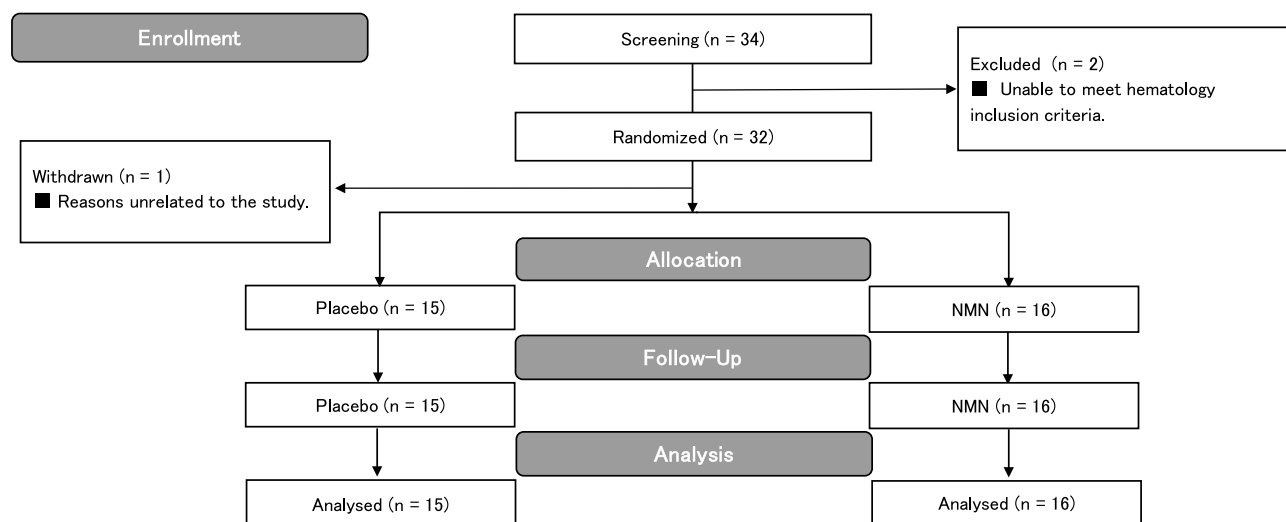 Enrollment
Screening (n = 34)
Excluded (n = 2)
■ Unable to meet hematology
inclusion criteria.
Randomized (n = 32)
Withdrawn (n = 1)
■ Reasons unrelated to the study.
Allocation
Placebo (n = 15)
NMN (n = 16)
Follow-Up
Placebo (n = 15)
NMN (n = 16)
Analysis
Analysed (n = 15)
Analysed (n = 16)